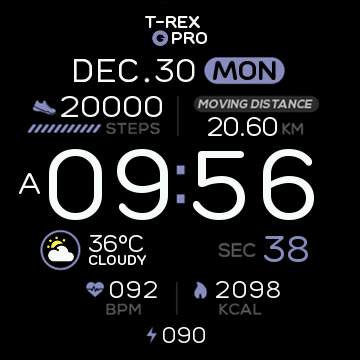 T-REX
PRO
DEC.30 MON
20000
STEPS
MOVING DISTANCE
20.60 KM
A 09:56
36°C
CLOUDY
SEC 38
092
BPM
2098
KCAL
090